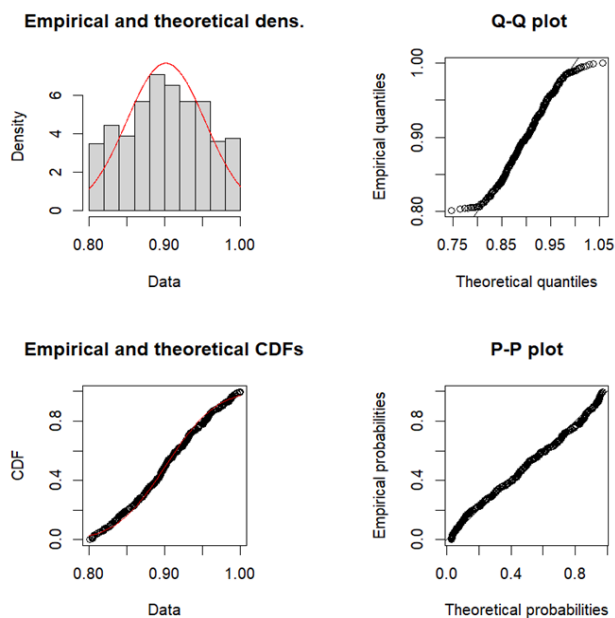 Empirical and theoretical dens.
Density
0 2 4 6
0.80 0.90 1.00
Data
Q-Q plot
Empirical quantiles
0.80 0.90 1.00
0.75 0.85 0.95 1.05
Theoretical quantiles
Empirical and theoretical CDFs
CDF
0.0 0.4 0.8
0.80 0.90 1.00
Data
P-P plot
Empirical probabilities
0.0 0.4 0.8
0.0 0.4 0.8
Theoretical probabilities